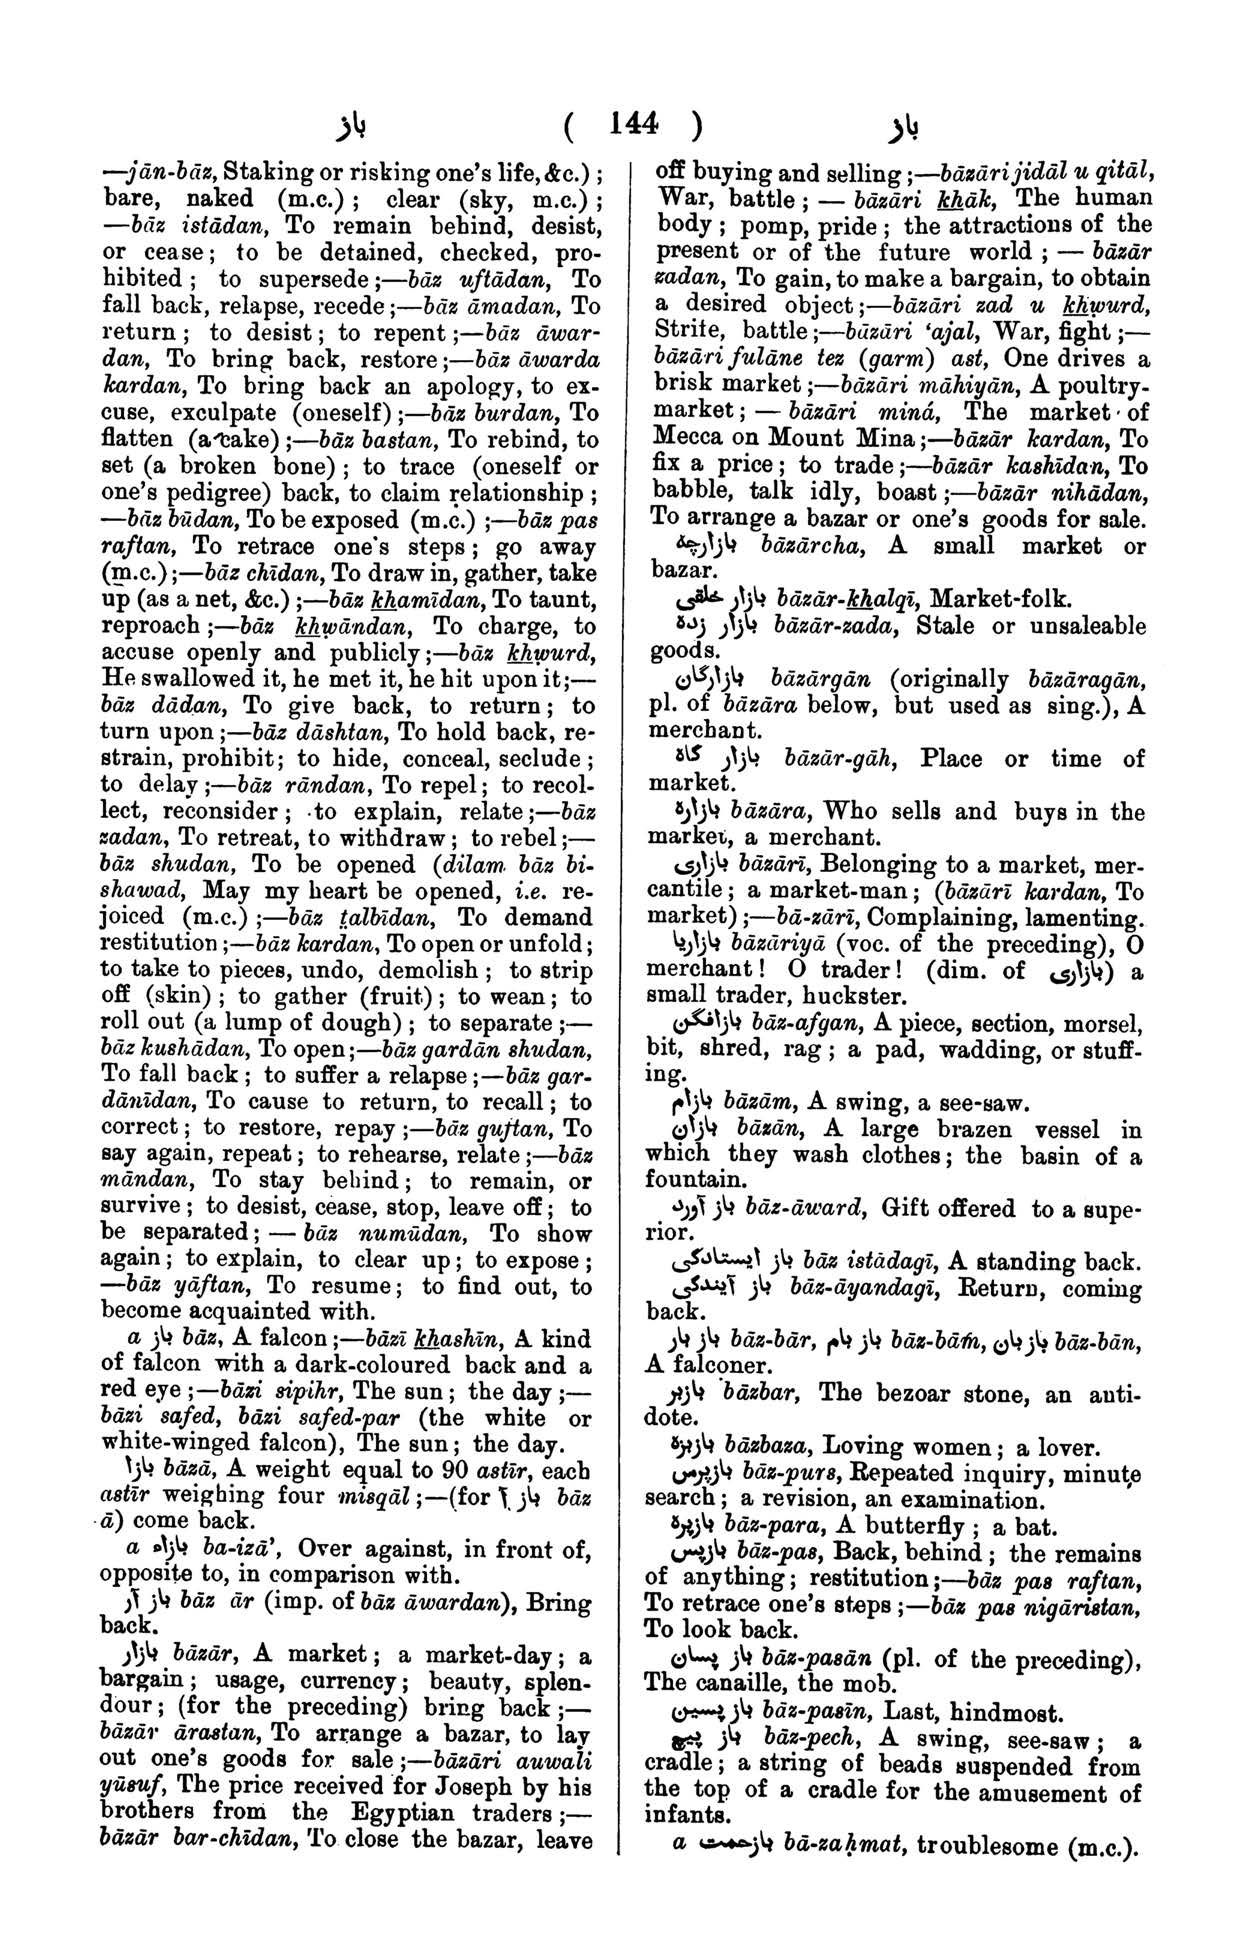 باز ( 144 ) باز
—jān-bāz, Staking or risking one's life, &c.) ;
bare, naked (m.c.) ; clear (sky, m.c.) ;
—bāz istādan, To remain behind, desist,
or cease ; to be detained, checked, pro-
hibited ; to supersede ;—bāz uftādan, To
fall back, relapse, recede ;—bāz āmadan, To
return ; to desist ; to repent ;—bāz āwar-
dan, To bring back, restore ;—bāz āwarda
kardan, To bring back an apology, to ex-
cuse, exculpate (oneself) ;—bāz burdan, To
flatten (a cake) ;—bāz bastan, To rebind, to
set (a broken bone) ; to trace (oneself or
one's pedigree) back, to claim relationship ;
—bāz būdan, To be exposed (m.c.) ;—bāz pas
raftan, To retrace one's steps ; go away
(m.c.) ;—bāz chīdan, To draw in, gather, take
up (as a net, &c.) ;—bāz khamīdan, To taunt,
reproach ;—bāz khẉāndan, To charge, to
accuse openly and publicly ;—bāz khẉurd,
He swallowed it, he met it, he hit upon it;—
bāz dādan, To give back, to return ; to
turn upon ;—bāz dāshtan, To hold back, re-
strain, prohibit ; to hide, conceal, seclude ;
to delay ;—bāz rāndan, To repel ; to recol-
lect, reconsider ; to explain, relate ;—bāz
zadan, To retreat, to withdraw ; to rebel ;—
bāz shudan, To be opened (dilam bāz bi-
shawad, May my heart be opened, i.e. re-
joiced (m.c.) ;—bāz t̤albīdan, To demand
restitution ;—bāz kardan, To open or unfold ;
to take to pieces, undo, demolish ; to strip
off (skin) ; to gather (fruit) ; to wean ; to
roll out (a lump of dough) ; to separate ;—
bāz kushādan, To open ;—bāz gardān shudan,
To fall back ; to suffer a relapse ;—bāz gar-
dānīdan, To cause to return, to recall ; to
correct ; to restore, repay ;—bāz guftan, To
say again, repeat ; to rehearse, relate ;—bāz
māndan, To stay behind ; to remain, or
survive ; to desist, cease, stop, leave off ; to
be separated ; — bāz numūdan, To show
again ; to explain, to clear up ; to expose ;
—bāz yāftan, To resume ; to find out, to
become acquainted with.
a باز bāz, A falcon ;—bāzī khashīn, A kind
of falcon with a dark-coloured back and a
red eye ;—bāzi sipihr, The sun ; the day ;—
bāzi safed, bāzi safed-par (the white or
white-winged falcon), The sun ; the day.
بازا bāzā, A weight equal to 90 astīr, each
astīr weighing four misqāl ;—(for باز آ bāz
ā) come back.
a بازاء ba-izā', Over against, in front of,
opposite to, in comparison with.
باز آر bāz ār (imp. of bāz āwardan), Bring
back.
بازار bāzār, A market ; a market-day ; a
bargain ; usage, currency ; beauty, splen-
dour ; (for the preceding) bring back ;—
bāzār ārastan, To arrange a bazar, to lay
out one's goods for sale ;—bāzāri auwali
yūsuf, The price received for Joseph by his
brothers from the Egyptian traders ;—
bāzār bar-chīdan, To close the bazar, leave
off buying and selling ;—bāzāri jidāl u qitāl,
War, battle ; — bāzāri khāk, The human
body ; pomp, pride ; the attractions of the
present or of the future world ; — bāzār
zadan, To gain, to make a bargain, to obtain
a desired object ;—bāzāri zad u khẉurd,
Strife, battle ;—bāzāri 'ajal, War, fight ;—
bāzāri fulāne tez (garm) ast, One drives a
brisk market ;—bāzāri māhiyān, A poultry-
market ; — bāzāri miná, The market of
Mecca on Mount Mina ;—bāzār kardan, To
fix a price ; to trade ;—bāzār kashīdan, To
babble, talk idly, boast ;—bāzār nihādan,
To arrange a bazar or one's goods for sale.
بازارچه bāzārcha, A small market or
bazar.
بازار خلقی bāzār-khalqī, Market-folk.
بازار زده bāzār-zada, Stale or unsaleable
goods.
بازارگان bāzārgān (originally bāzāragān,
pl. of bāzāra below, but used as sing.), A
merchant.
بازار گاه bāzār-gāh, Place or time of
market.
بازاره bāzāra, Who sells and buys in the
market, a merchant.
بازاری bāzārī, Belonging to a market, mer-
cantile ; a market-man ; (bāzārī kardan, To
market) ;—bā-zārī, Complaining, lamenting.
بازاریا bāzāriyā (voc. of the preceding), O
merchant ! O trader ! (dim. of بازاری) a
small trader, huckster.
بازافکن bāz-afgan, A piece, section, morsel,
bit, shred, rag ; a pad, wadding, or stuff-
ing.
بازام bāzām, A swing, a see-saw.
بازان bāzān, A large brazen vessel in
which they wash clothes ; the basin of a
fountain.
باز آورد bāz-āward, Gift offered to a supe-
rior.
باز ایستادگی bāz istādagī, A standing back.
باز آیندگی bāz-āyandagī, Return, coming
back.
باز بار bāz-bār, باز بام bāz-bām, باز بان bāz-bān,
A falconer.
بازبر bāzbar, The bezoar stone, an anti-
dote.
بازبزه bāzbaza, Loving women ; a lover.
بازپرس bāz-purs, Repeated inquiry, minute
search ; a revision, an examination.
بازپره bāz-para, A butterfly ; a bat.
بازپس bāz-pas, Back, behind ; the remains
of anything ; restitution ;—bāz pas raftan,
To retrace one's steps ;—bāz pas nigāristan,
To look back.
باز پسان bāz-pasān (pl. of the preceding),
The canaille, the mob.
باز پسین bāz-pasīn, Last, hindmost.
باز پیچ bāz-pech, A swing, see-saw ; a
cradle ; a string of beads suspended from
the top of a cradle for the amusement of
infants.
a بازحمت bā-zaḥmat, troublesome (m.c.).